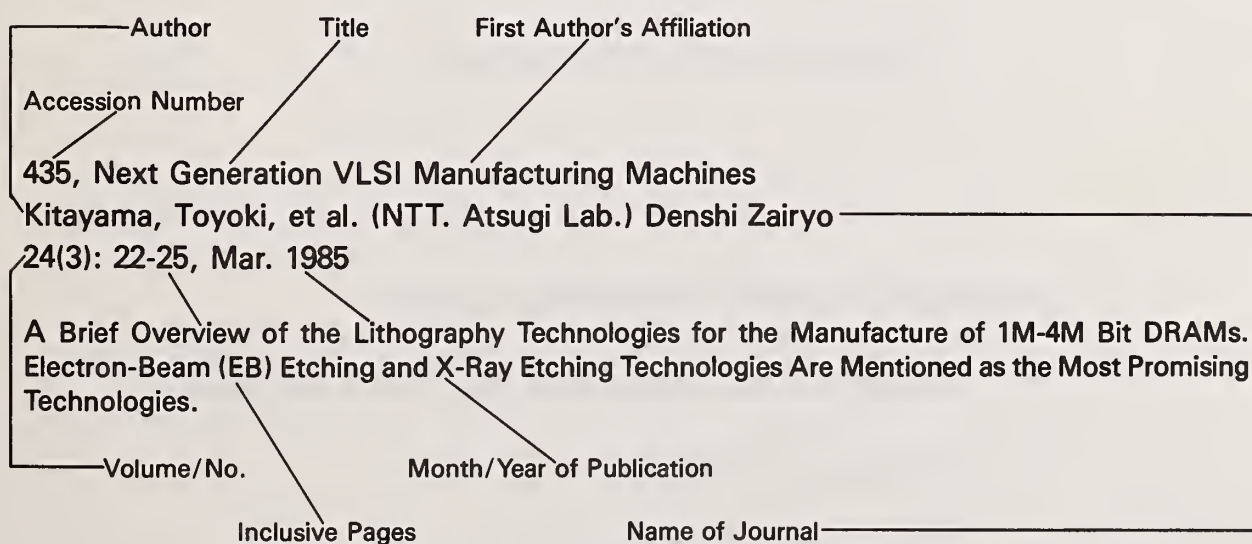 Author Title First Author's Affiliation
Accession Number
435, Next Generation VLSI Manufacturing Machines
Kitayama, Toyoki, et al. (NTT. Atsugi Lab.) Denshi Zairyo
24(3): 22-25, Mar. 1985
A Brief Overview of the Lithography Technologies for the Manufacture of 1M-4M Bit DRAMs.
Electron-Beam (EB) Etching and X-Ray Etching Technologies Are Mentioned as the Most Promising
Technologies.
Volume/No. Month/Year of Publication
Inclusive Pages Name of Journal